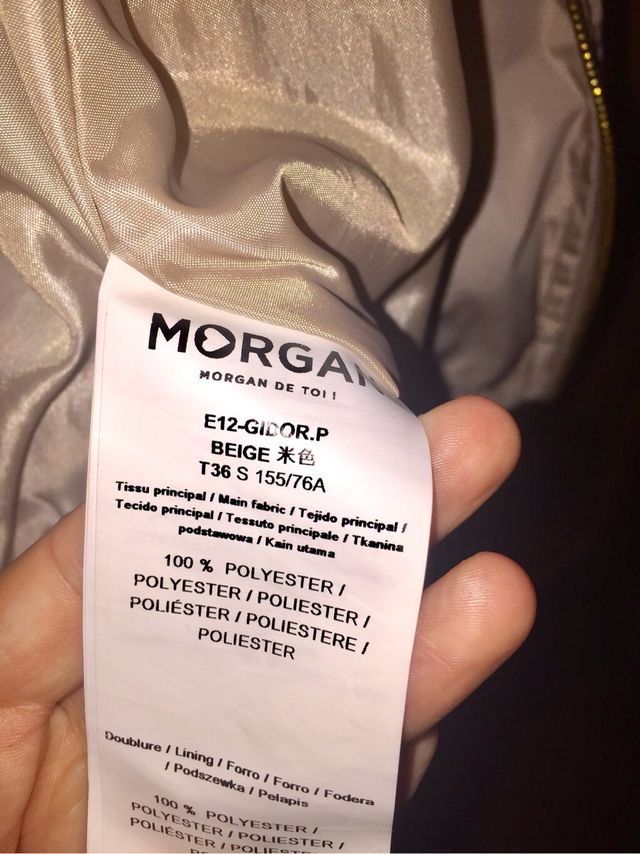 MORGAN
MORGAN DE TOI !
E12-GIDOR.P
BEIGE 米色
T36 S 155/76A
Tissu principal / Main fabric / Tejido principal /
Tecido principal / Tessuto principale / Tkanina
podstawowa / Kain utama
100 % POLYESTER /
POLYESTER / POLIESTER /
POLIÉSTER / POLIESTERE /
POLIESTER
Doublure / Lining / Forro / Forro / Fodera
/ Podszewka / Pelapis
100 % POLYESTER /
POLYESTER / POLIESTER /
POLIÉSTER / POLIESTERE /